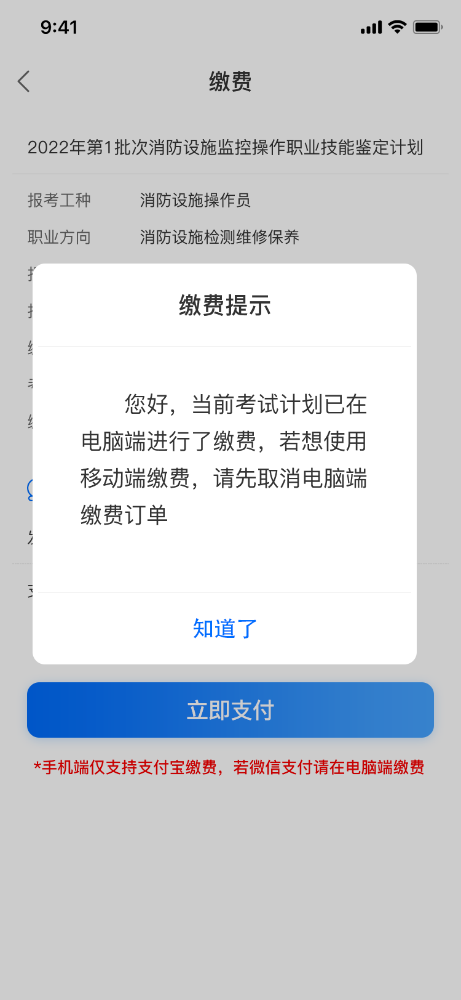 9:41
缴费
2022年第1批次消防设施监控操作职业技能鉴定计划
报考工种 消防设施操作员
职业方向 消防设施检测维修保养
缴费提示
您好，当前考试计划已在
电脑端进行了缴费，若想使用
移动端缴费，请先取消电脑端
缴费订单
知道了
立即支付
*手机端仅支持支付宝缴费，若微信支付请在电脑端缴费